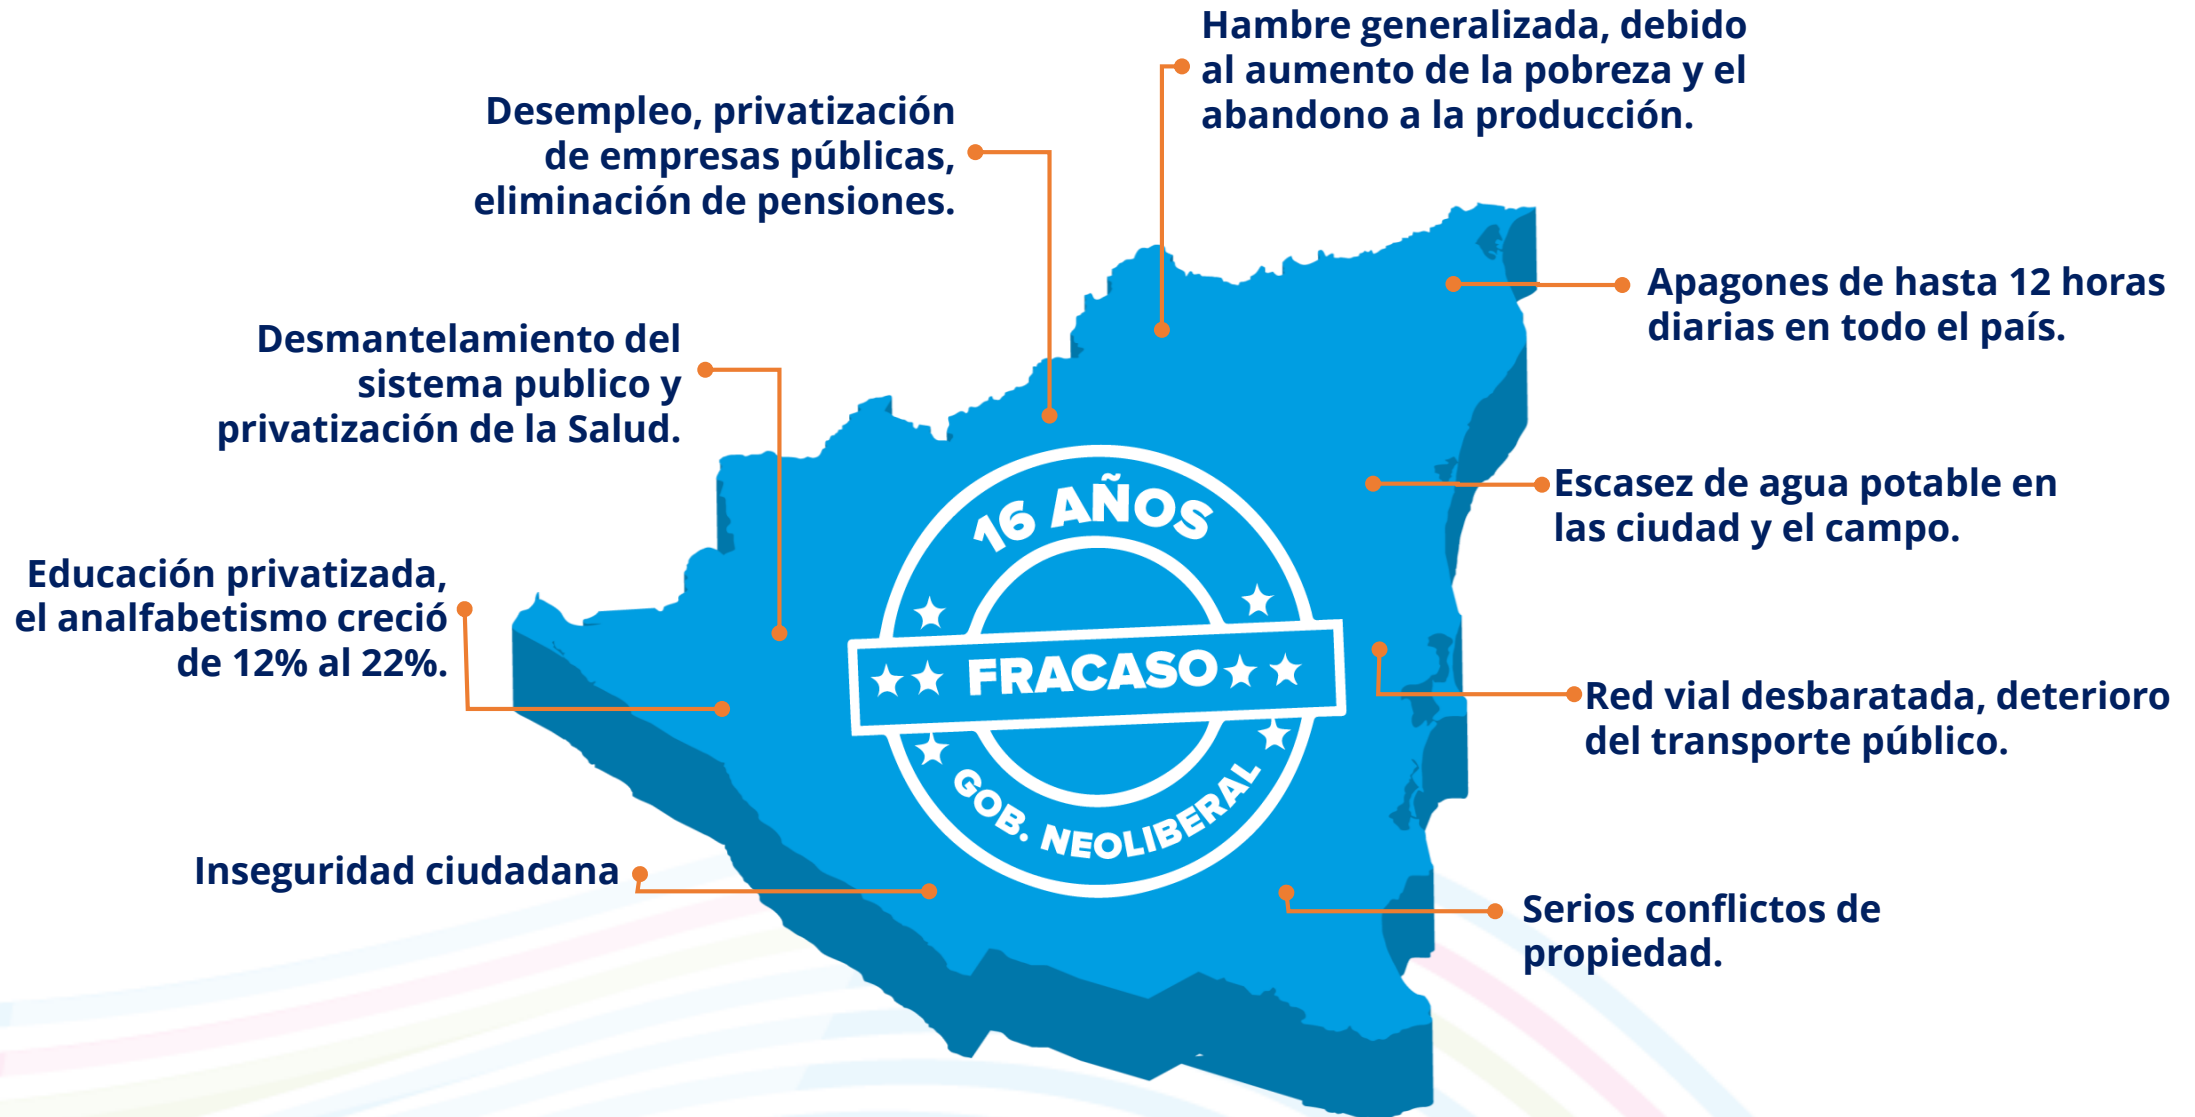 Hambre generalizada, debido
al aumento de la pobreza y el
abandono a la producción.
Desempleo, privatización
de empresas públicas,
eliminación de pensiones.
Apagones de hasta 12 horas
diarias en todo el país.
Desmantelamiento del
sistema publico y
privatización de la Salud.
Escasez de agua potable en
las ciudad y el campo.
Educación privatizada,
el analfabetismo creció
de 12% al 22%.
16 AÑOS
FRACASO
GOB. NEOLIBERAL
Red vial desbaratada, deterioro
del transporte público.
Inseguridad ciudadana
Serios conflictos de
propiedad.